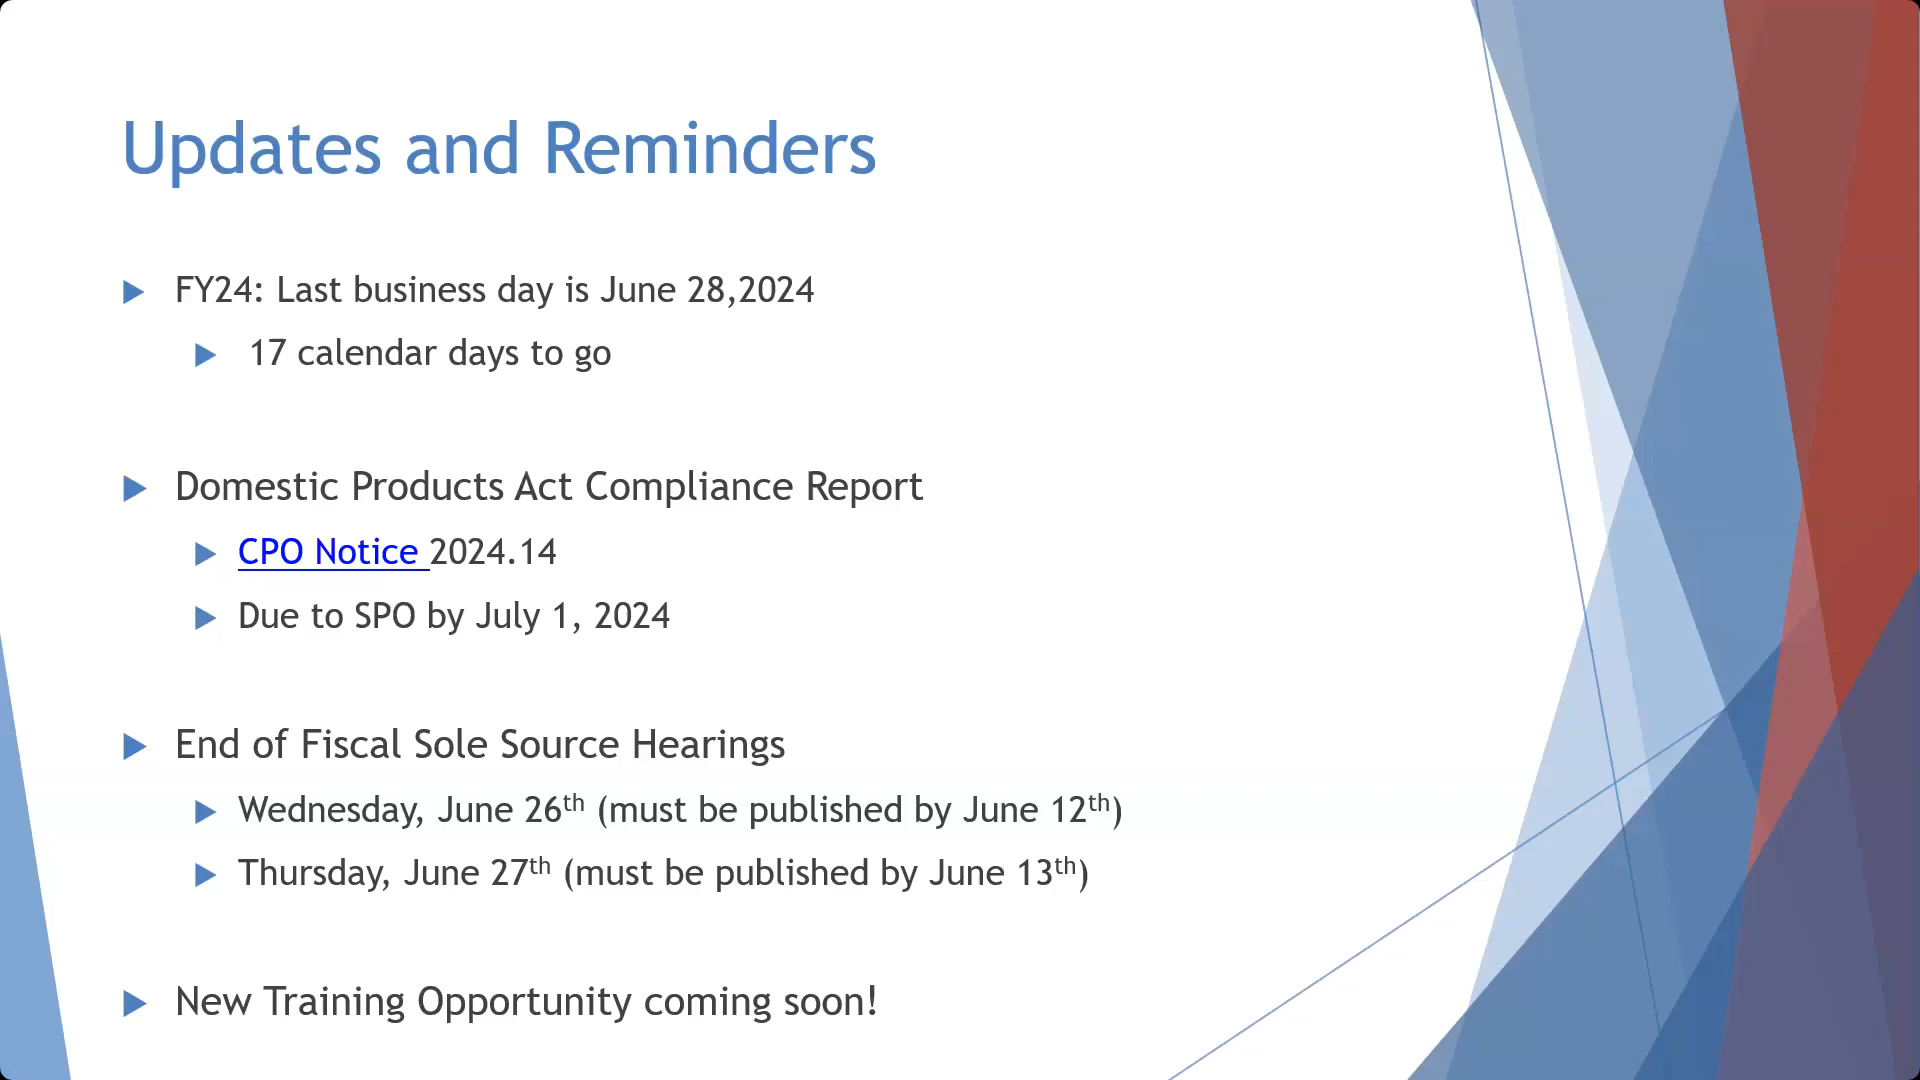 Updates and Reminders
FY24: Last business day is June 28,2024
17 calendar days to go
Domestic Products Act Compliance Report
CPO Notice 2024.14
Due to SPO by July 1, 2024
End of Fiscal Sole Source Hearings
Wednesday, June 26th (must be published by June 12th)
Thursday, June 27th (must be published by June 13th)
New Training Opportunity coming soon!